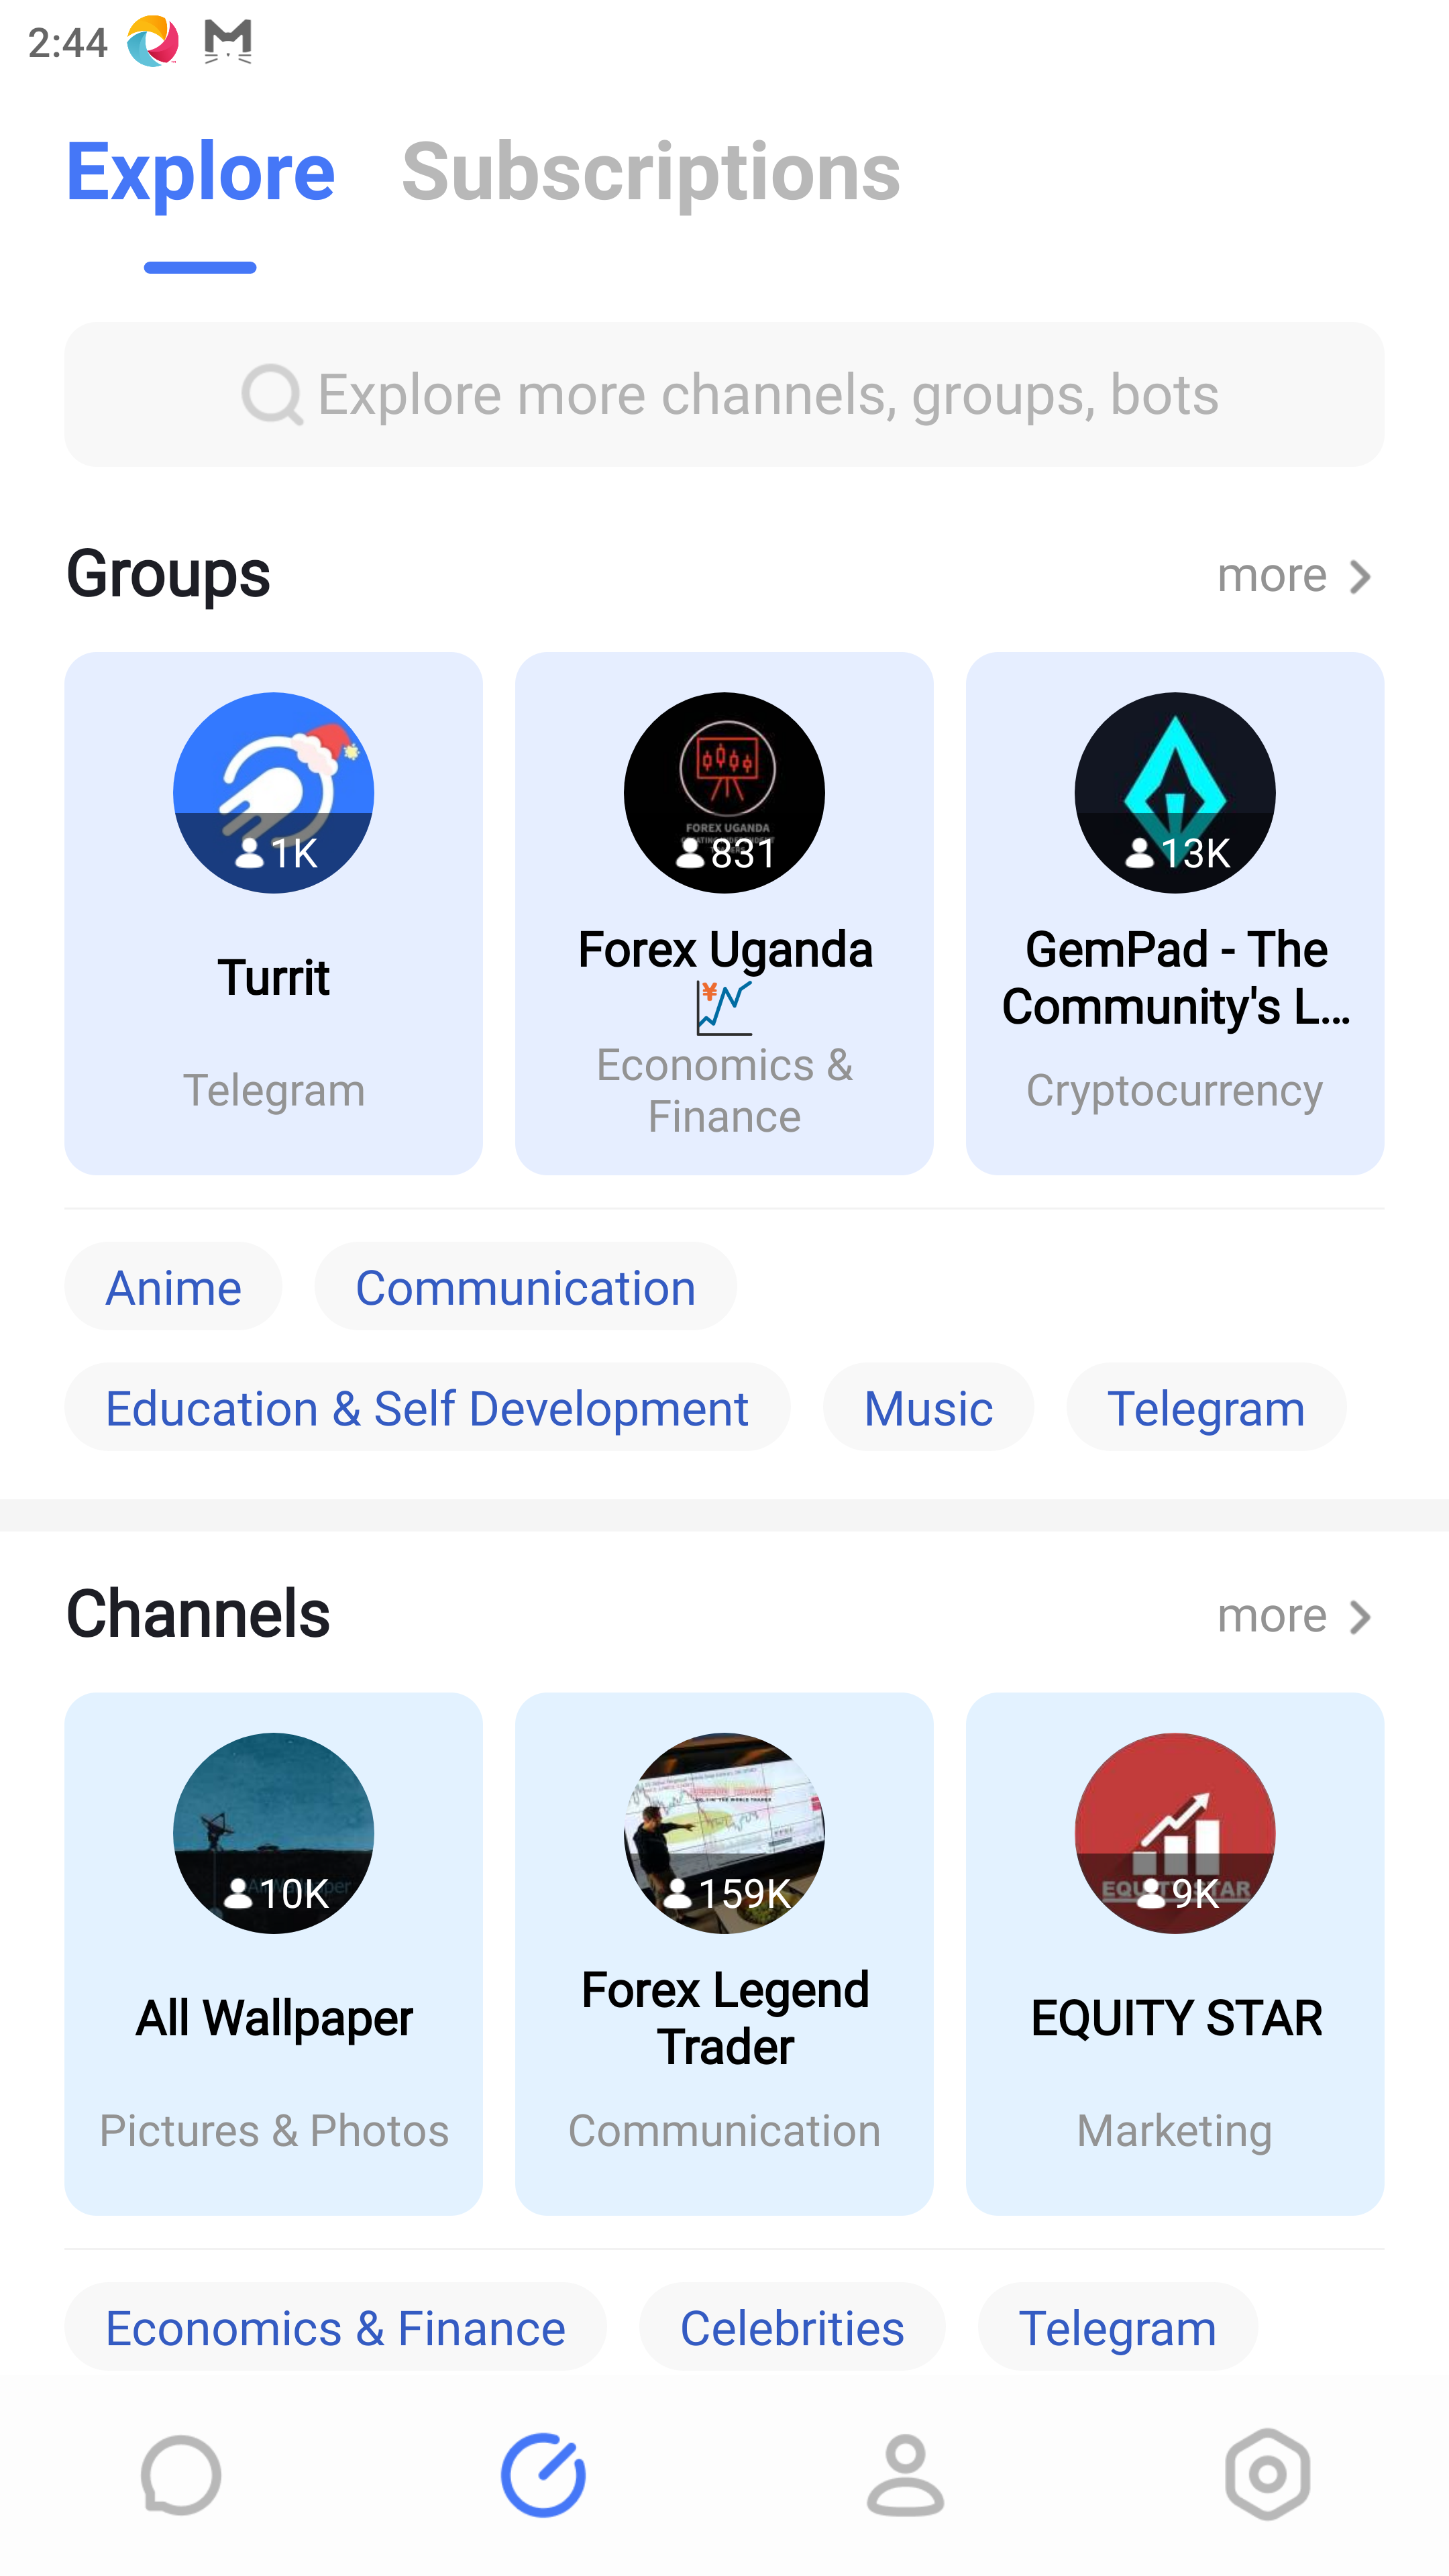 2:44
Explore Subscriptions
Explore more channels, groups, bots
Groups more
1K
831
13K
FOREX UGANDA
Turrit
Forex Uganda
💹
GemPad - The
Community's L...
Telegram
Economics &
Finance
Cryptocurrency
Anime Communication
Education & Self Development Music Telegram
Channels more
10K
159K
9K
EQUITY STAR
All Wallpaper
Forex Legend
Trader
EQUITY STAR
Pictures & Photos
Communication
Marketing
Economics & Finance Celebrities Telegram